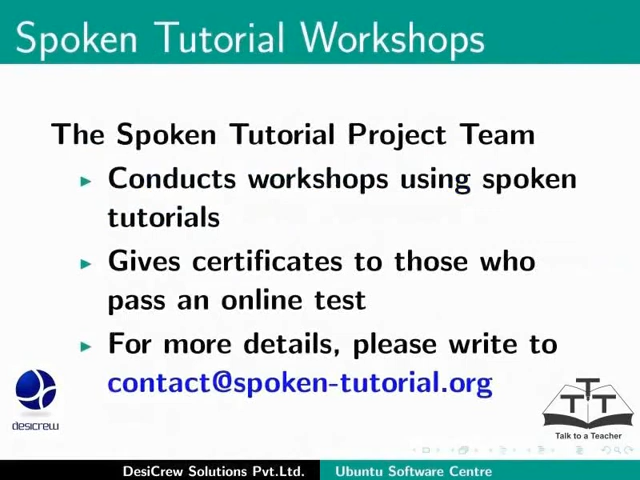 Spoken Tutorial Workshops
The Spoken Tutorial Project Team
Conducts workshops using spoken
tutorials
Gives certificates to those who
pass an online test
For more details, please write to
contact@spoken-tutorial.org
desicrew
T T T
Talk to a Teacher
DesiCrew Solutions Pvt.Ltd.
Ubuntu Software Centre